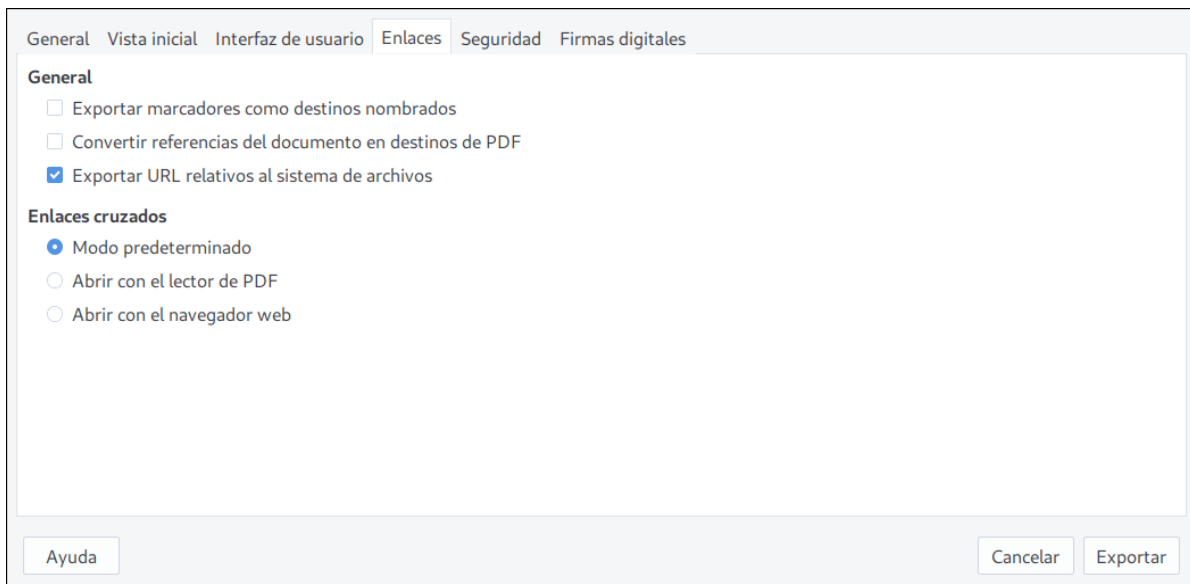 General Vista inicial Interfaz de usuario Enlaces Seguridad Firmas digitales
General
Exportar marcadores como destinos nombrados
Convertir referencias del documento en destinos de PDF
Exportar URL relativos al sistema de archivos
Enlaces cruzados
Modo predeterminado
Abrir con el lector de PDF
Abrir con el navegador web
Ayuda Cancelar Exportar